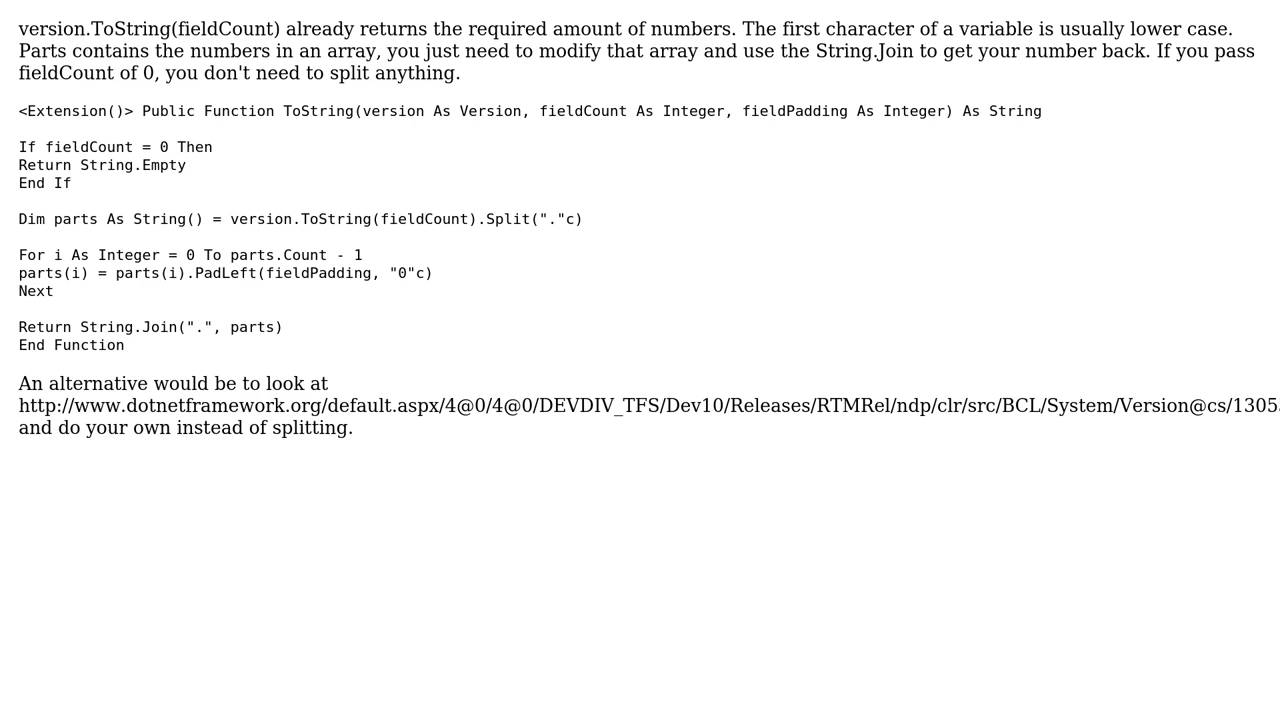 version.ToString(fieldCount) already returns the required amount of numbers. The first character of a variable is usually lower case.
Parts contains the numbers in an array, you just need to modify that array and use the String.Join to get your number back. If you pass
fieldCount of 0, you don't need to split anything.
<Extension()> Public Function ToString(version As Version, fieldCount As Integer, fieldPadding As Integer) As String
If fieldCount = 0 Then
Return String.Empty
End If
Dim parts As String() = version.ToString(fieldCount).Split("."c)
For i As Integer = 0 To parts.Count - 1
parts(i) = parts(i).PadLeft(fieldPadding, "0"c)
Next
Return String.Join(".", parts)
End Function
An alternative would be to look at
http://www.dotnetframework.org/default.aspx/4@0/4@0/DEVDIV_TFS/Dev10/Releases/RTMRel/ndp/clr/src/BCL/System/Version@cs/1305
and do your own instead of splitting.